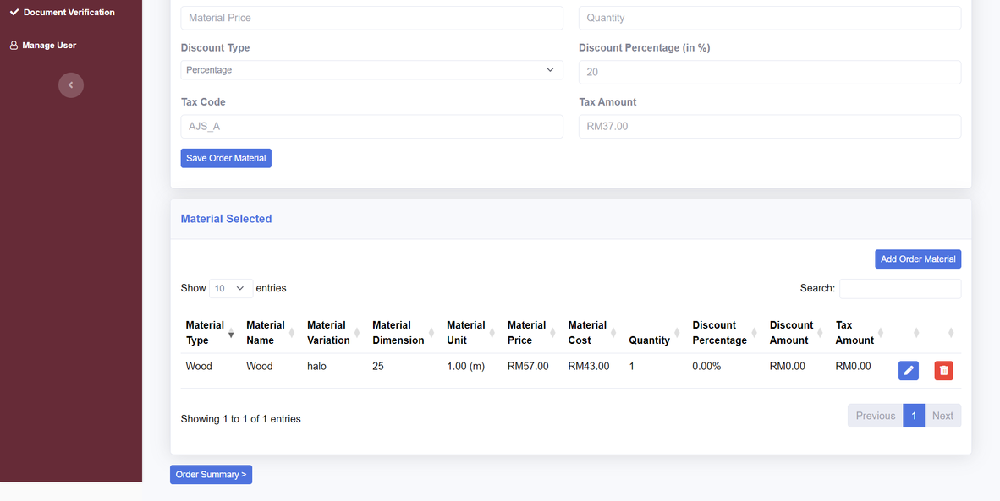 Document Verification
Manage User
Material Price
Quantity
Discount Type
Discount Percentage (in %)
Percentage
20
Tax Code
Tax Amount
AJS_A
RM37.00
Save Order Material
Material Selected
Add Order Material
Show 10 entries
Search:
Material Type Material Name Material Variation Material Dimension Material Unit Material Price Material Cost Quantity Discount Percentage Discount Amount Tax Amount
Wood Wood halo 25 1.00 (m) RM57.00 RM43.00 1 0.00% RM0.00 RM0.00
Showing 1 to 1 of 1 entries
Previous 1 Next
Order Summary >